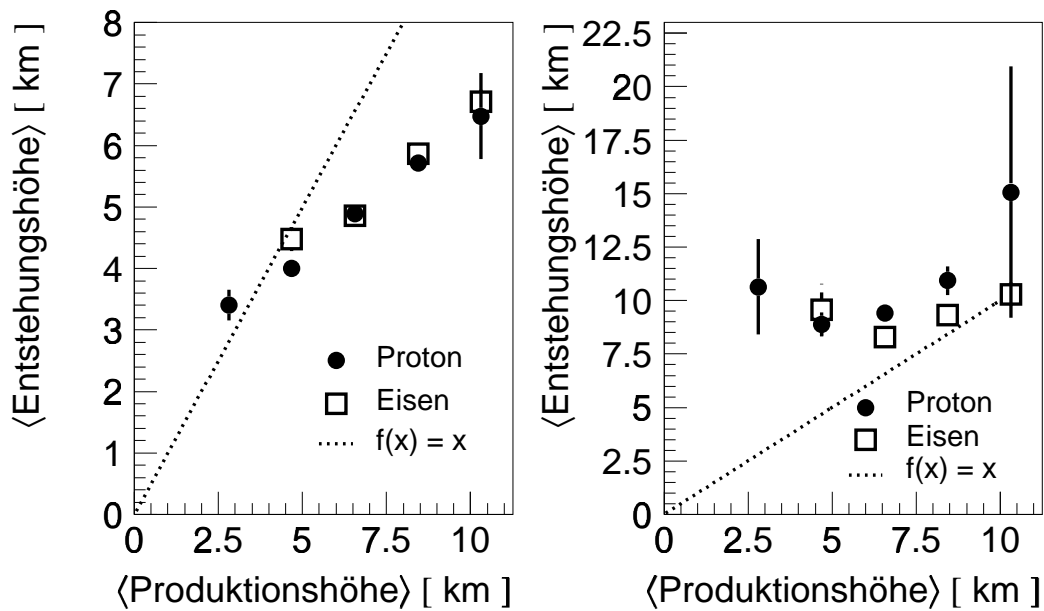 ⟨Entstehungshöhe⟩ [ km ]
8
7
6
5
4
3
2
1
0
Proton
Eisen
f(x) = x
0 2.5 5 7.5 10
⟨Produktionshöhe⟩ [ km ]
⟨Entstehungshöhe⟩ [ km ]
22.5
20
17.5
15
12.5
10
7.5
5
2.5
0
Proton
Eisen
f(x) = x
0 2.5 5 7.5 10
⟨Produktionshöhe⟩ [ km ]